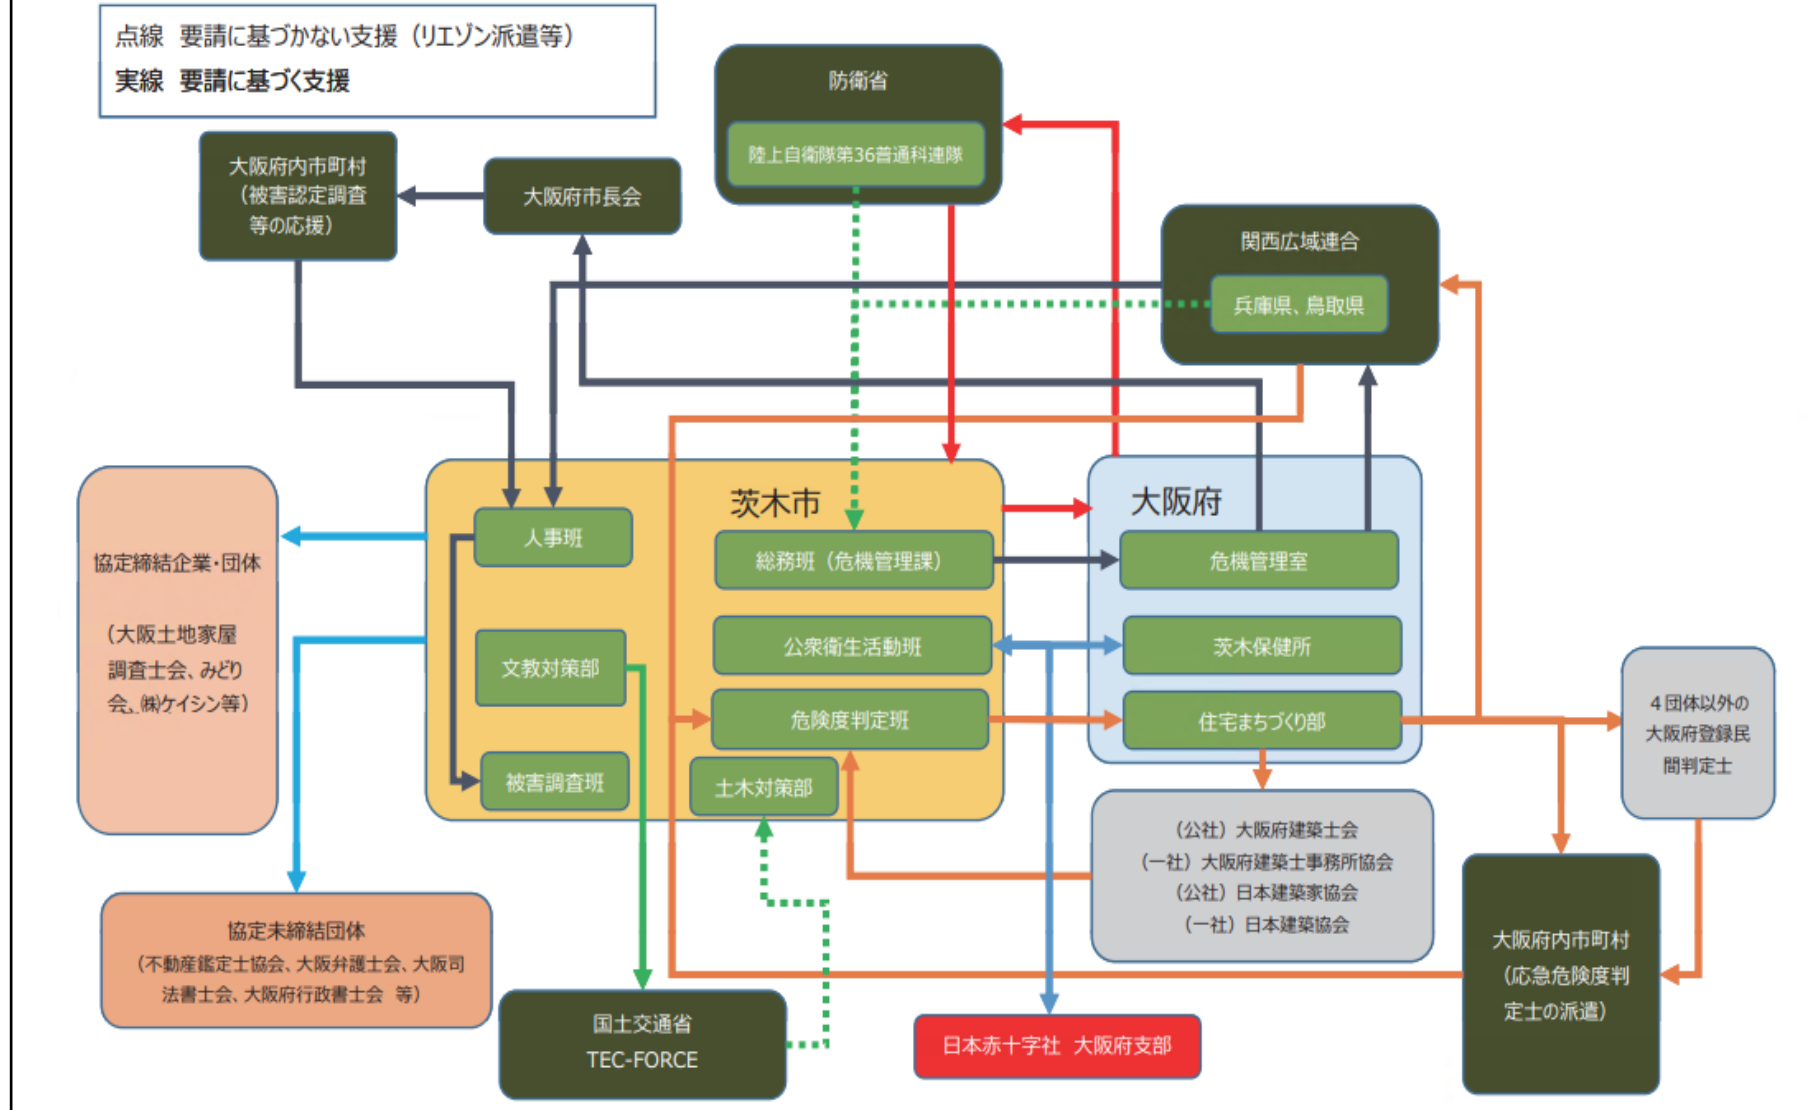 点線　要請に基づかない支援（リエゾン派遣等）
実線　要請に基づく支援
防衛省
陸上自衛隊第36普通科連隊
大阪府内市町村
（被害認定調査
等の応援）
大阪府市長会
関西広域連合
兵庫県、鳥取県
茨木市
大阪府
人事班
総務班（危機管理課）
危機管理室
協定締結企業・団体
（大阪土地家屋
調査士会、みどり
会、㈱ケイシン等）
文教対策部
公衆衛生活動班
茨木保健所
危険度判定班
住宅まちづくり部
４団体以外の
大阪府登録民
間判定士
被害調査班
土木対策部
（公社）大阪府建築士会
（一社）大阪府建築士事務所協会
（公社）日本建築家協会
（一社）日本建築協会
協定未締結団体
（不動産鑑定士協会、大阪弁護士会、大阪司
法書士会、大阪府行政書士会　等）
大阪府内市町村
（応急危険度判
定士の派遣）
国土交通省
TEC-FORCE
日本赤十字社　大阪府支部